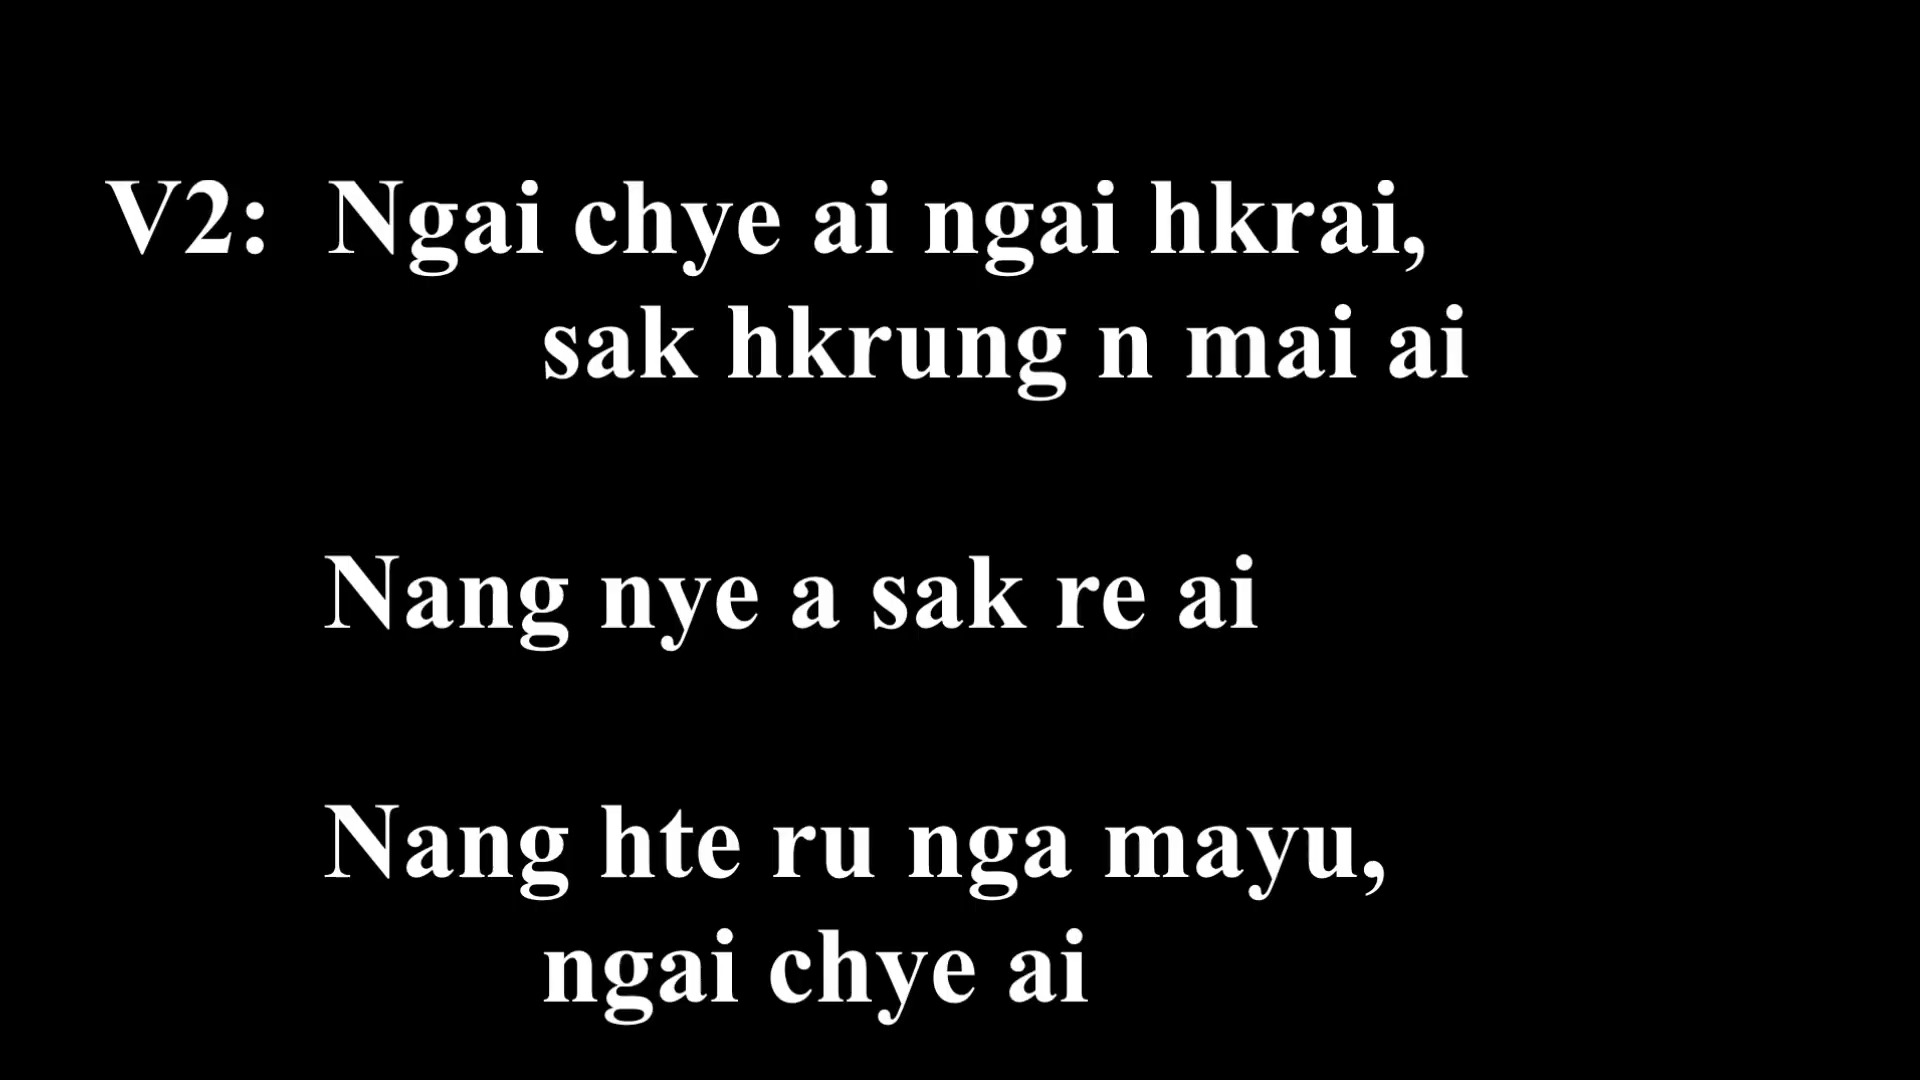 V2: Ngai chye ai ngai hkrai,
sak hkrung n mai ai
Nang nye a sak re ai
Nang hte ru nga mayu,
ngai chye ai